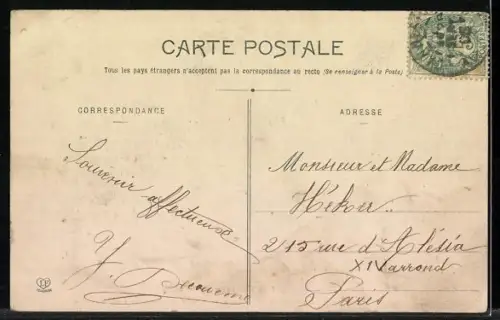 CARTE POSTALE
Tous les pays étrangers n'acceptent pas la correspondance au recto (Se renseigner à la Poste)
CORRESPONDANCE
ADRESSE
Souvenir
affectueux
Monsieur et Madame
215 rue d'Alésia
XIV arrond
Paris